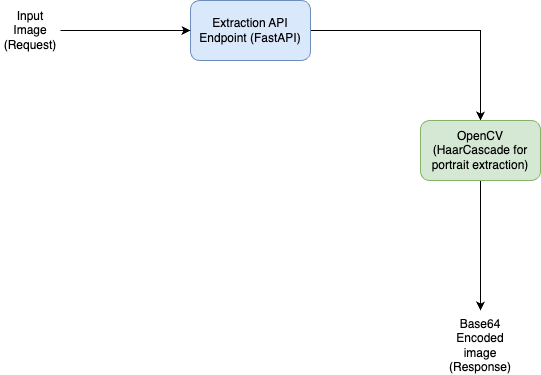 Input
Image
(Request)
Extraction API
Endpoint (FastAPI)
OpenCV
(HaarCascade for
portrait extraction)
Base64
Encoded
image
(Response)